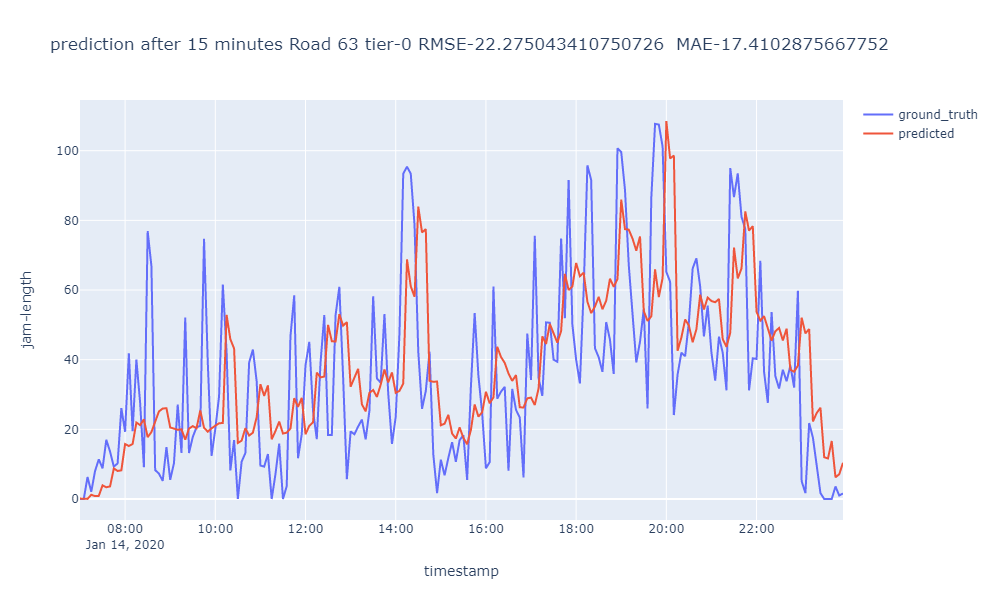 prediction after 15 minutes Road 63 tier-0 RMSE-22.275043410750726  MAE-17.4102875667752
ground_truth
predicted
100
80
60
40
20
0
jam-length
08:00 10:00 12:00 14:00 16:00 18:00 20:00 22:00
Jan 14, 2020
timestamp